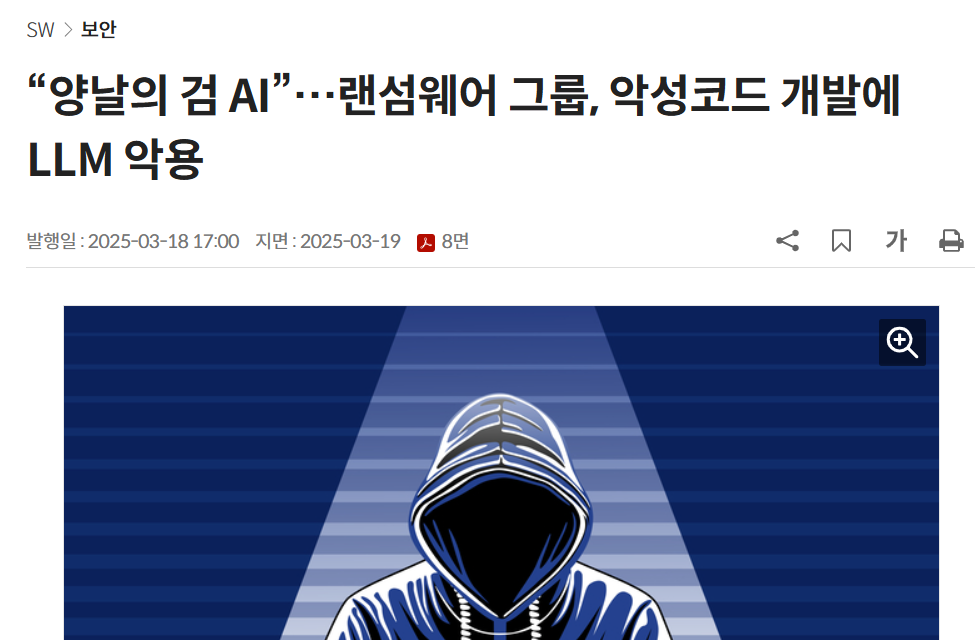 SW > 보안
“양날의 검 AI”…랜섬웨어 그룹, 악성코드 개발에
LLM 악용
발행일 : 2025-03-18 17:00 지면 : 2025-03-19 8면
가